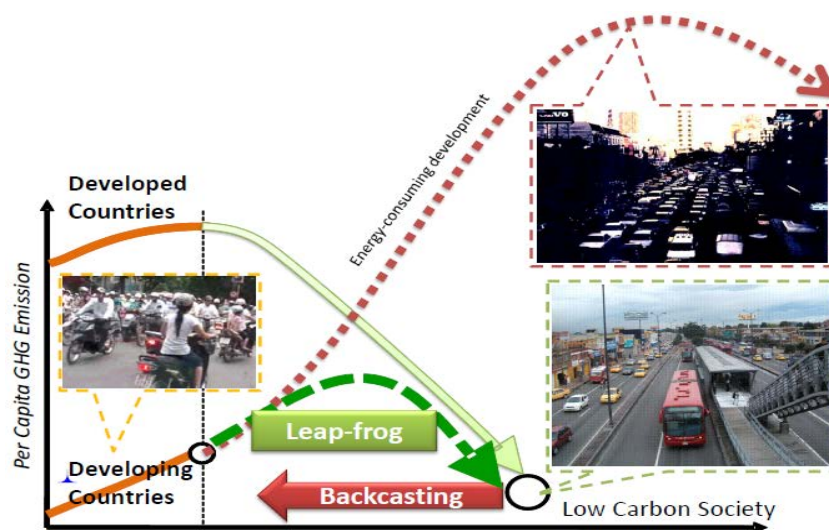 Energy-consuming development
Developed
Countries
Per Capita GHG Emission
Leap-frog
Developing
Countries
Backcasting
Low Carbon Society